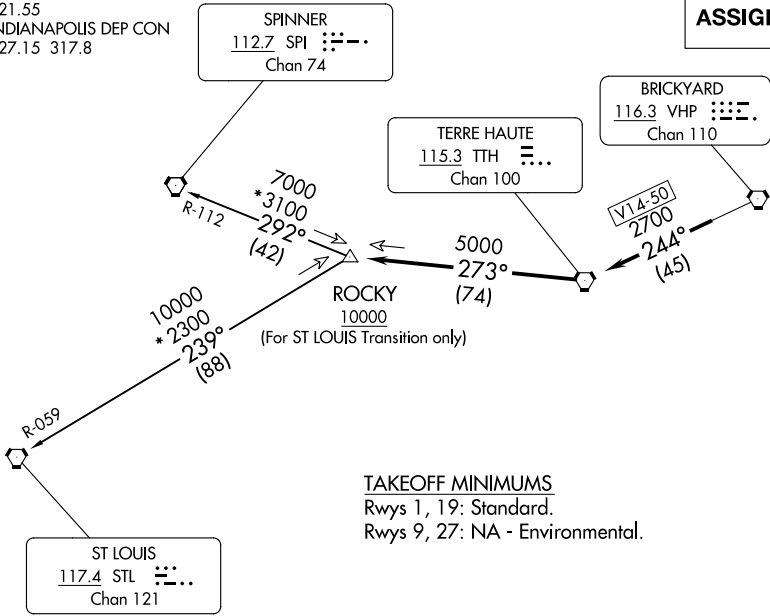 21.55
NDIANAPOLIS DEP CON
27.15 317.8
ASSIGI
SPINNER
112.7 SPI
Chan 74
BRICKYARD
116.3 VHP
Chan 110
TERRE HAUTE
115.3 TTH
Chan 100
R-112
7000
*3100
292°
(42)
V14-50
2700
244°
(45)
5000
273°
(74)
ROCKY
10000
(For ST LOUIS Transition only)
10000
*2300
239°
(88)
R-059
TAKEOFF MINIMUMS
Rwys 1, 19: Standard.
Rwys 9, 27: NA - Environmental.
ST LOUIS
117.4 STL
Chan 121